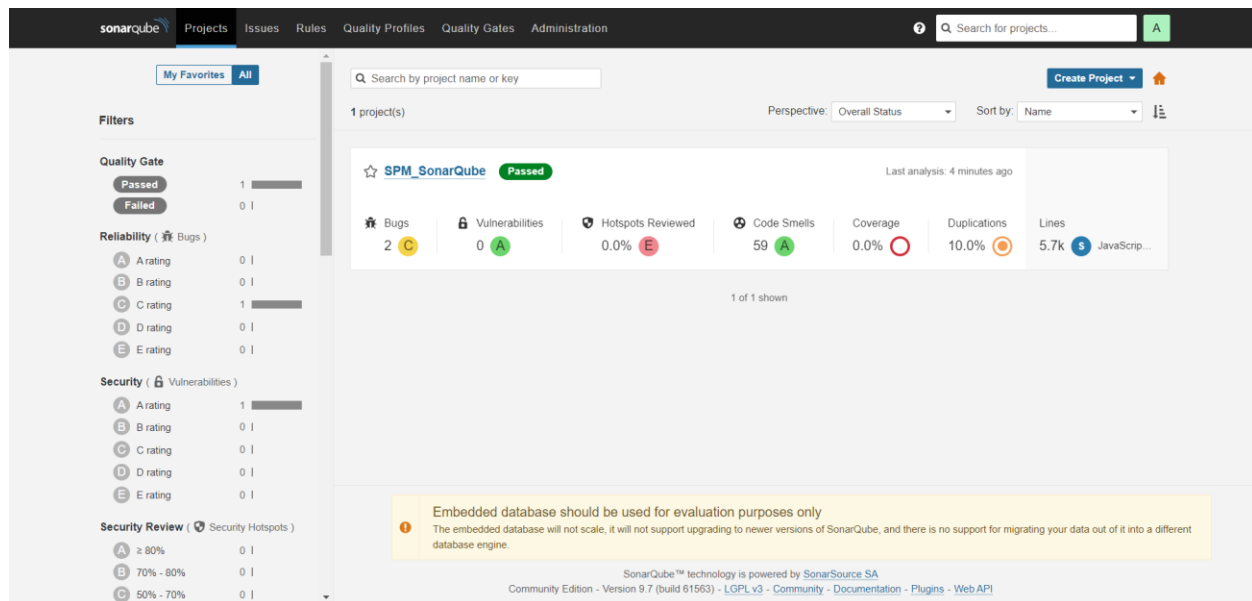 sonarqube Projects Issues Rules Quality Profiles Quality Gates Administration ? Search for projects... A
My Favorites All
Filters
Quality Gate
Passed 1
Failed 0
Reliability ( Bugs )
A A rating 0
B B rating 0
C C rating 1
D D rating 0
E E rating 0
Security ( Vulnerabilities )
A A rating 1
B B rating 0
C C rating 0
D D rating 0
E E rating 0
Security Review ( Security Hotspots )
A ≥ 80% 0
B 70% - 80% 0
C 50% - 70% 0
Search by project name or key
Create Project
1 project(s)
Perspective: Overall Status Sort by: Name
SPM_SonarQube Passed Last analysis: 4 minutes ago
Bugs Vulnerabilities Hotspots Reviewed Code Smells Coverage Duplications Lines
2 C 0 A 0.0% E 59 A 0.0% 10.0% 5.7k S JavaScrip...
1 of 1 shown
Embedded database should be used for evaluation purposes only
The embedded database will not scale, it will not support upgrading to newer versions of SonarQube, and there is no support for migrating your data out of it into a different
database engine.
SonarQube™ technology is powered by SonarSource SA
Community Edition - Version 9.7 (build 61563) - LGPL v3 - Community - Documentation - Plugins - Web API